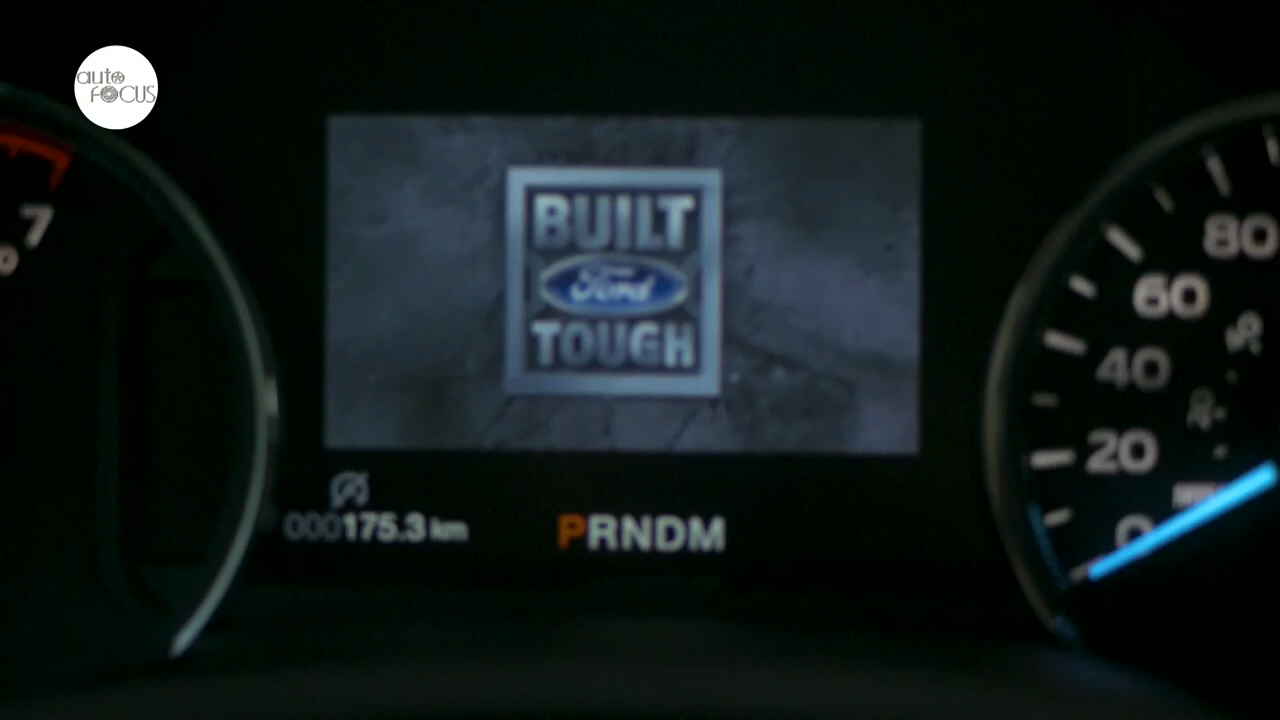 auto
FOCUS
BUILT
Ford
TOUGH
7
80
60
40
20
0
000175.3 km
PRNDM